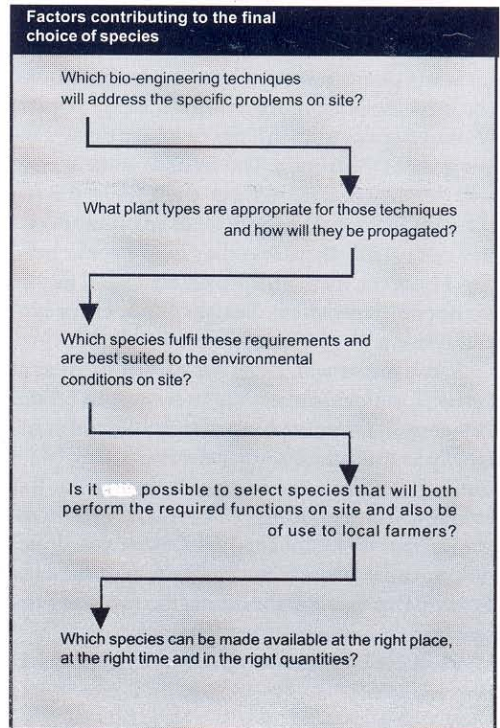 Factors contributing to the final
choice of species
Which bio-engineering techniques
will address the specific problems on site?
What plant types are appropriate for those techniques
and how will they be propagated?
Which species fulfil these requirements and
are best suited to the environmental
conditions on site?
Is it possible to select species that will both
perform the required functions on site and also be
of use to local farmers?
Which species can be made available at the right place,
at the right time and in the right quantities?